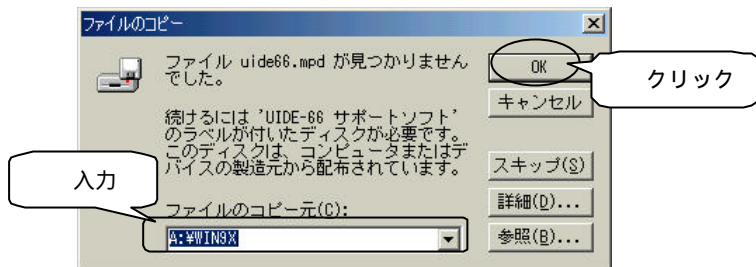 ファイルのコピー
ファイル uide66.mpd が見つかりません
でした。
OK
クリック
キャンセル
続けるには 'UIDE-66 サポートソフト'
のラベルが付いたディスクが必要です。
このディスクは、コンピュータまたはデ
バイスの製造元から配布されています。
スキップ(S)
入力
詳細(D)...
ファイルのコピー元(C):
A:¥WIN9X
参照(B)...